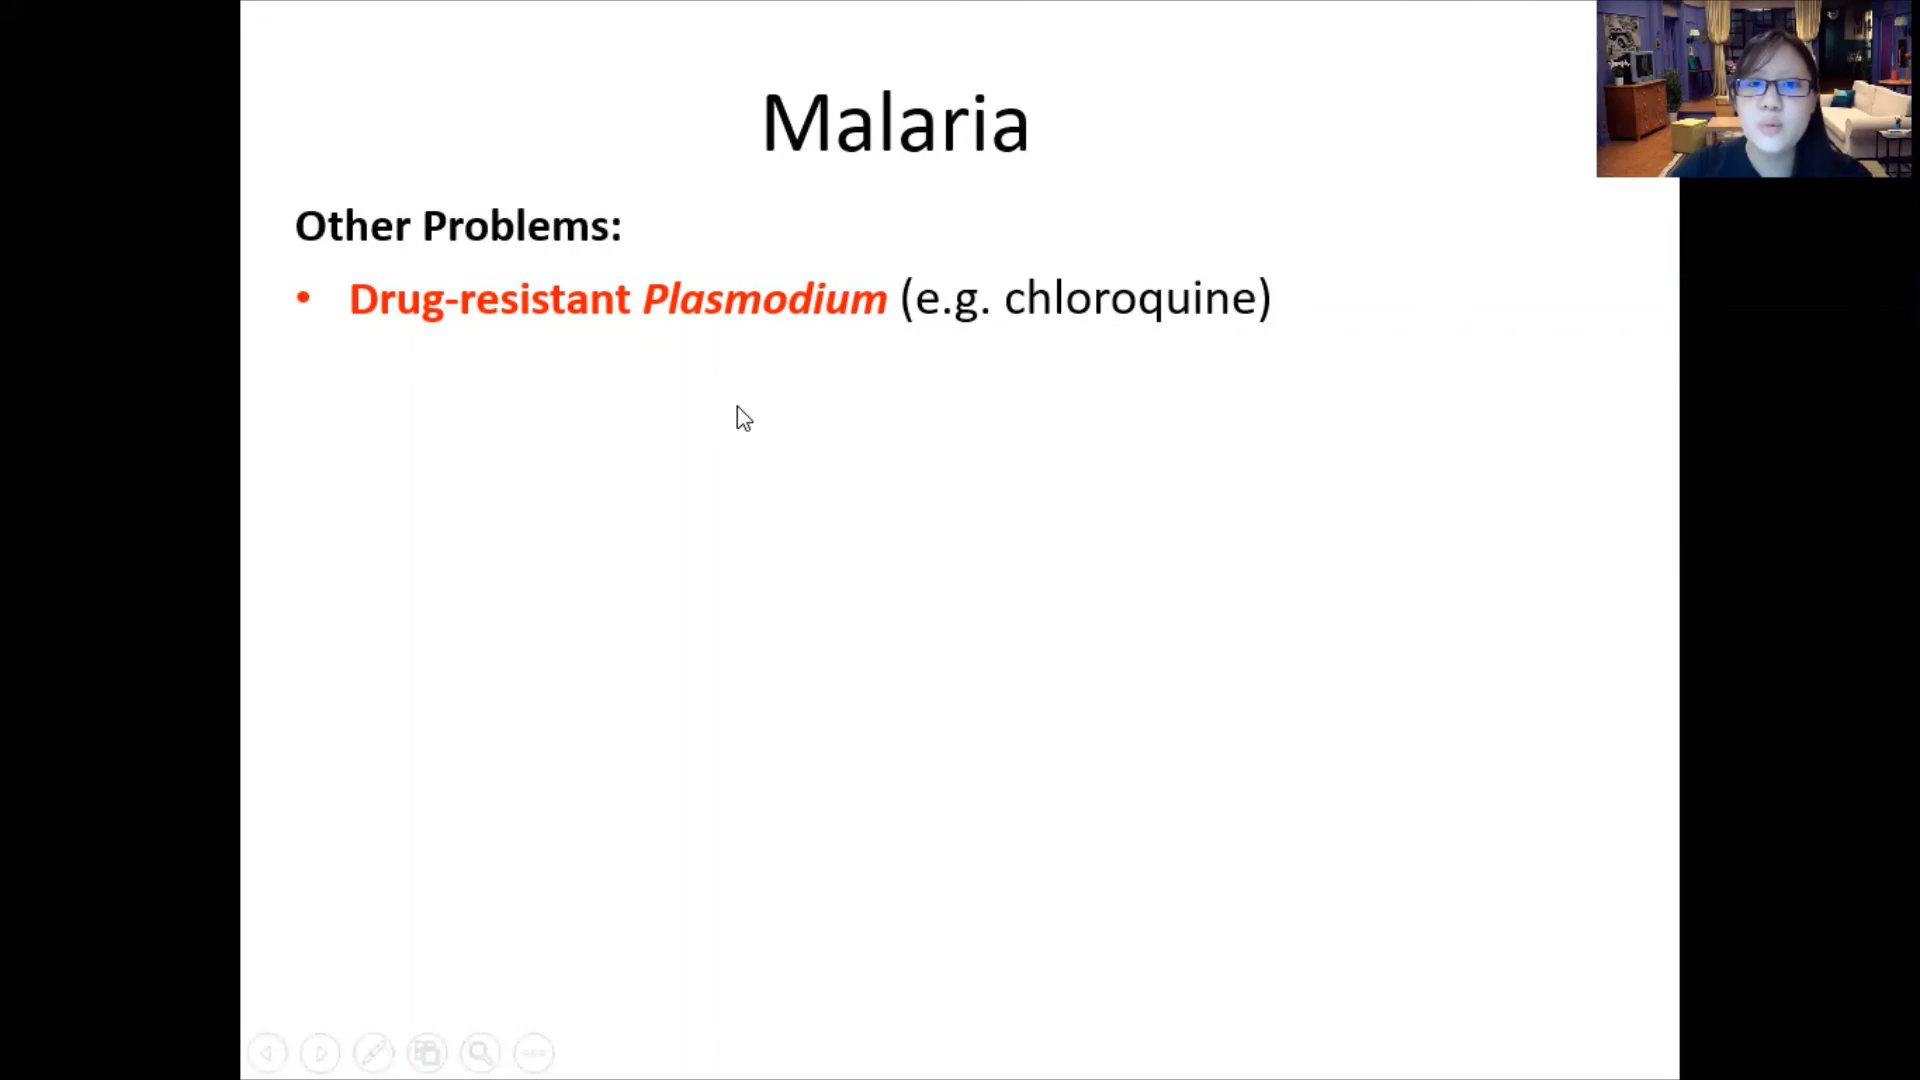 Malaria
Other Problems:
• Drug-resistant Plasmodium (e.g. chloroquine)